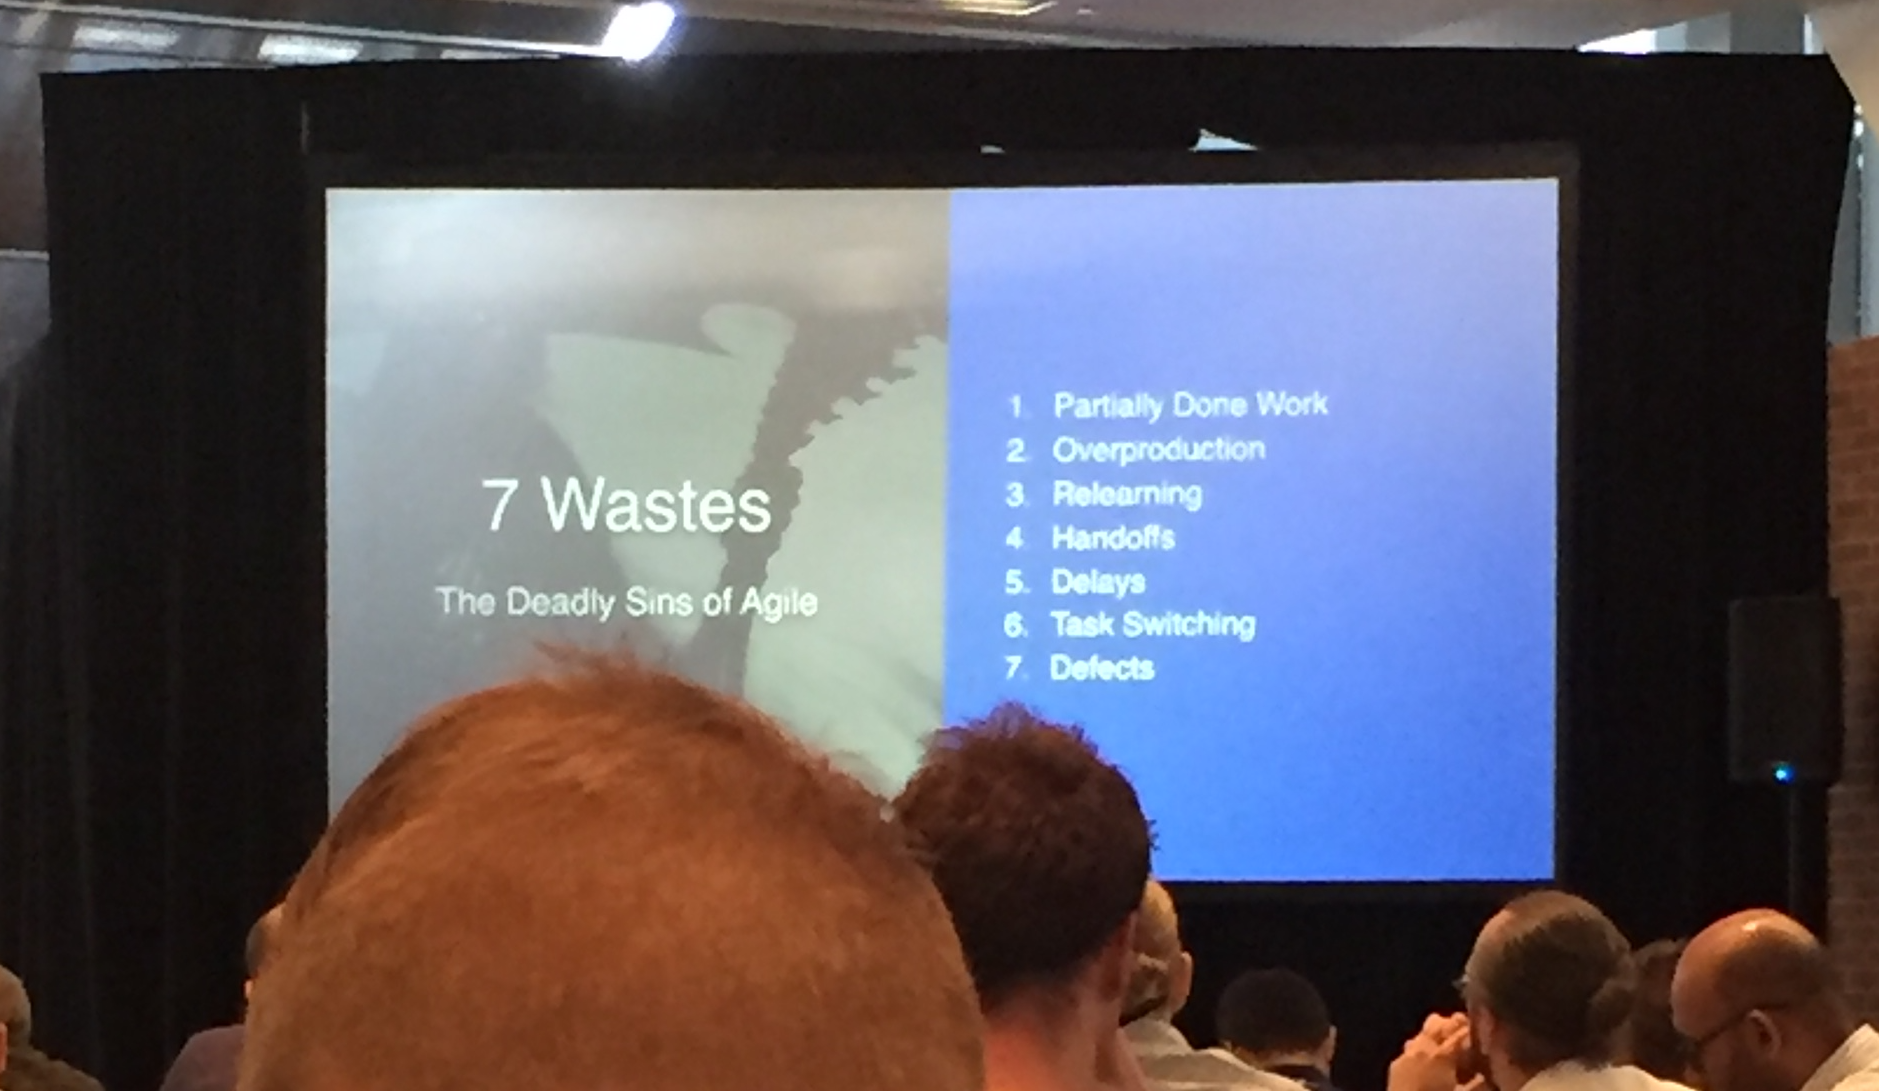 7 Wastes
The Deadly Sins of Agile
1. Partially Done Work
2. Overproduction
3. Relearning
4. Handoffs
5. Delays
6. Task Switching
7. Defects